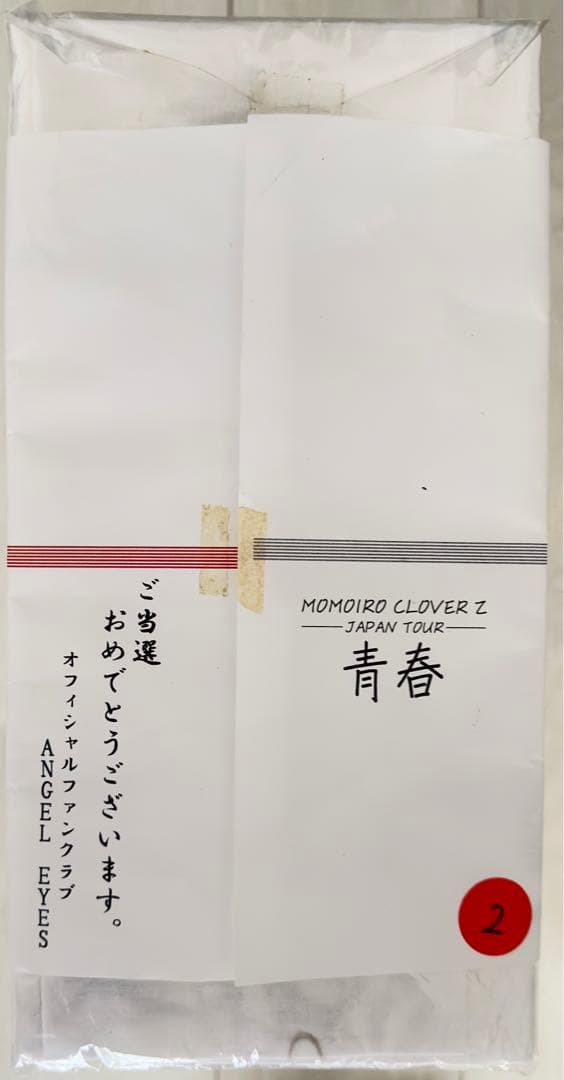 ご当選
おめでとうございます。
オフィシャルファンクラブ
ANGEL EYES
MOMOIRO CLOVER Z
JAPAN TOUR
青春
2